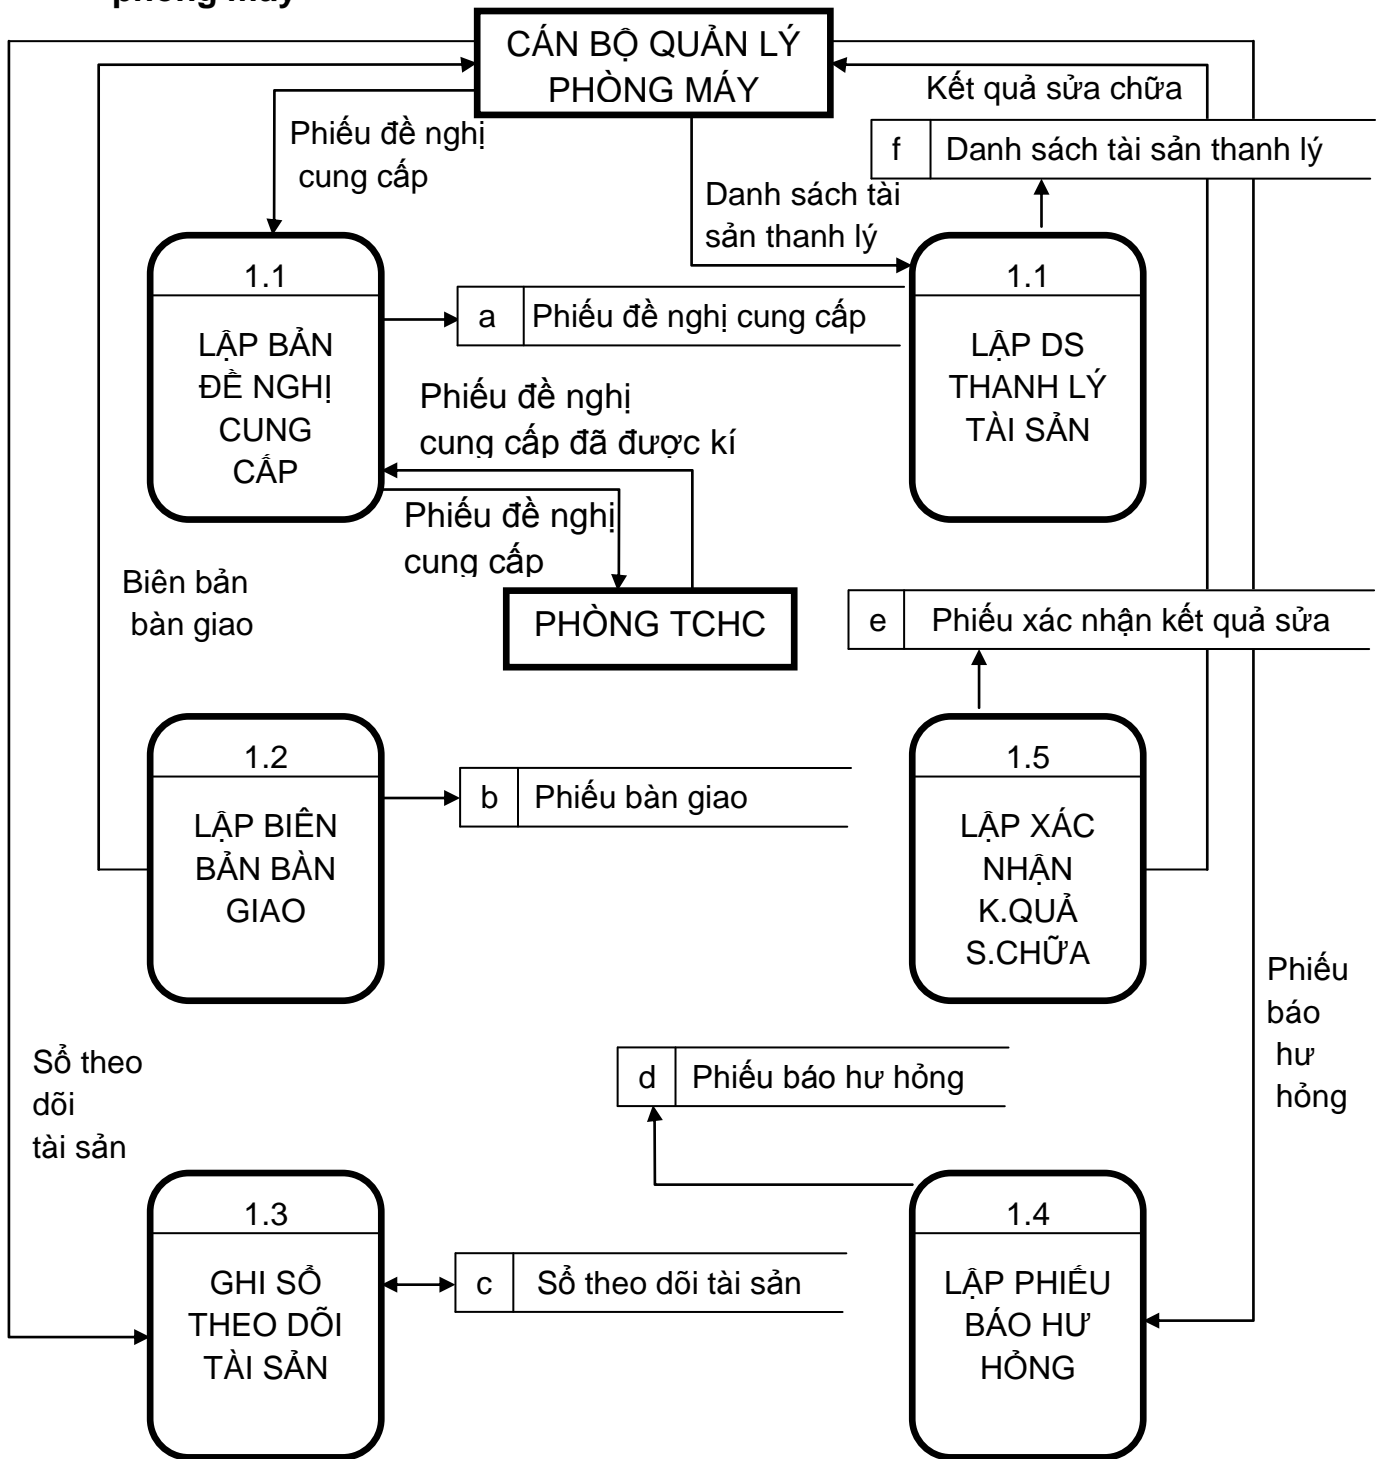 phòng máy
CÁN BỘ QUẢN LÝ
PHÒNG MÁY
Kết quả sửa chữa
Phiếu đề nghị
cung cấp
f
Danh sách tài sản thanh lý
Danh sách tài
sản thanh lý
1.1
LẬP BẢN
ĐỀ NGHỊ
CUNG
CẤP
a
Phiếu đề nghị cung cấp
1.1
LẬP DS
THANH LÝ
TÀI SẢN
Phiếu đề nghị
cung cấp đã được kí
Phiếu đề nghị
cung cấp
Biên bản
bàn giao
PHÒNG TCHC
e
Phiếu xác nhận kết quả sửa
1.2
LẬP BIÊN
BẢN BÀN
GIAO
b
Phiếu bàn giao
1.5
LẬP XÁC
NHẬN
K.QUẢ
S.CHỮA
Phiếu
báo
hư
hỏng
Sổ theo
dõi
tài sản
d
Phiếu báo hư hỏng
1.3
GHI SỔ
THEO DÕI
TÀI SẢN
c
Sổ theo dõi tài sản
1.4
LẬP PHIẾU
BÁO HƯ
HỎNG